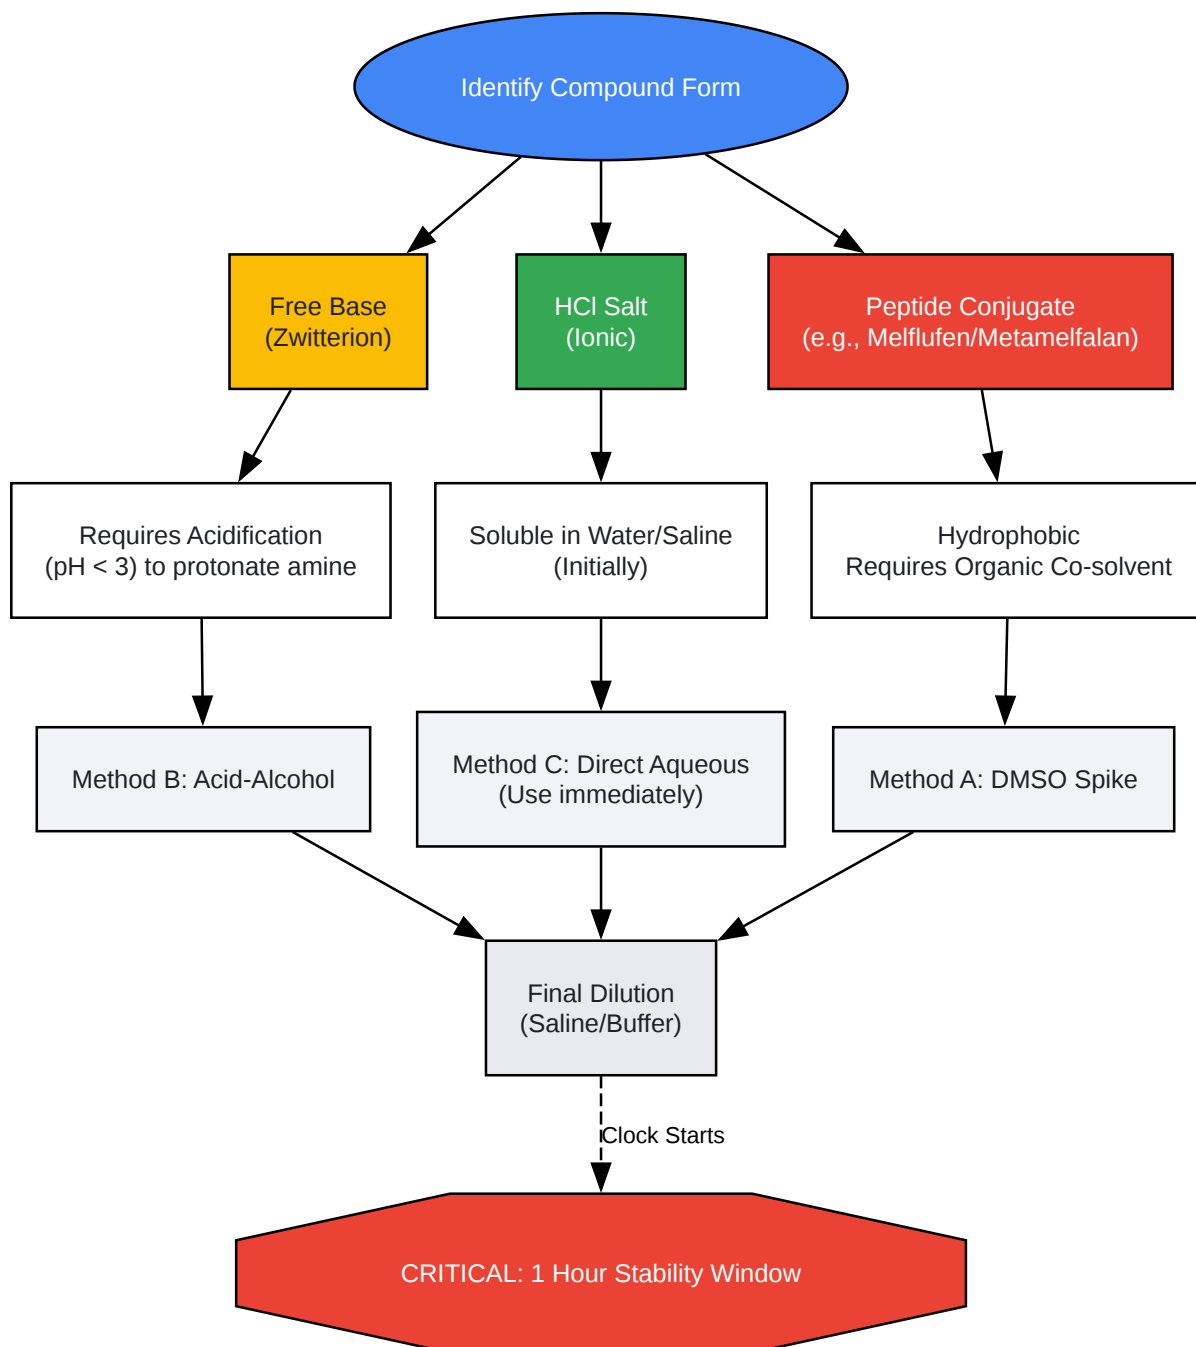 Identify Compound Form
Free Base
(Zwitterion)
HCl Salt
(Ionic)
Peptide Conjugate
(e.g., Melflufen/Metamelfalan)
Requires Acidification
(pH < 3) to protonate amine
Soluble in Water/Saline
(Initially)
Hydrophobic
Requires Organic Co-solvent
Method B: Acid-Alcohol
Method C: Direct Aqueous
(Use immediately)
Method A: DMSO Spike
Final Dilution
(Saline/Buffer)
Clock Starts
CRITICAL: 1 Hour Stability Window